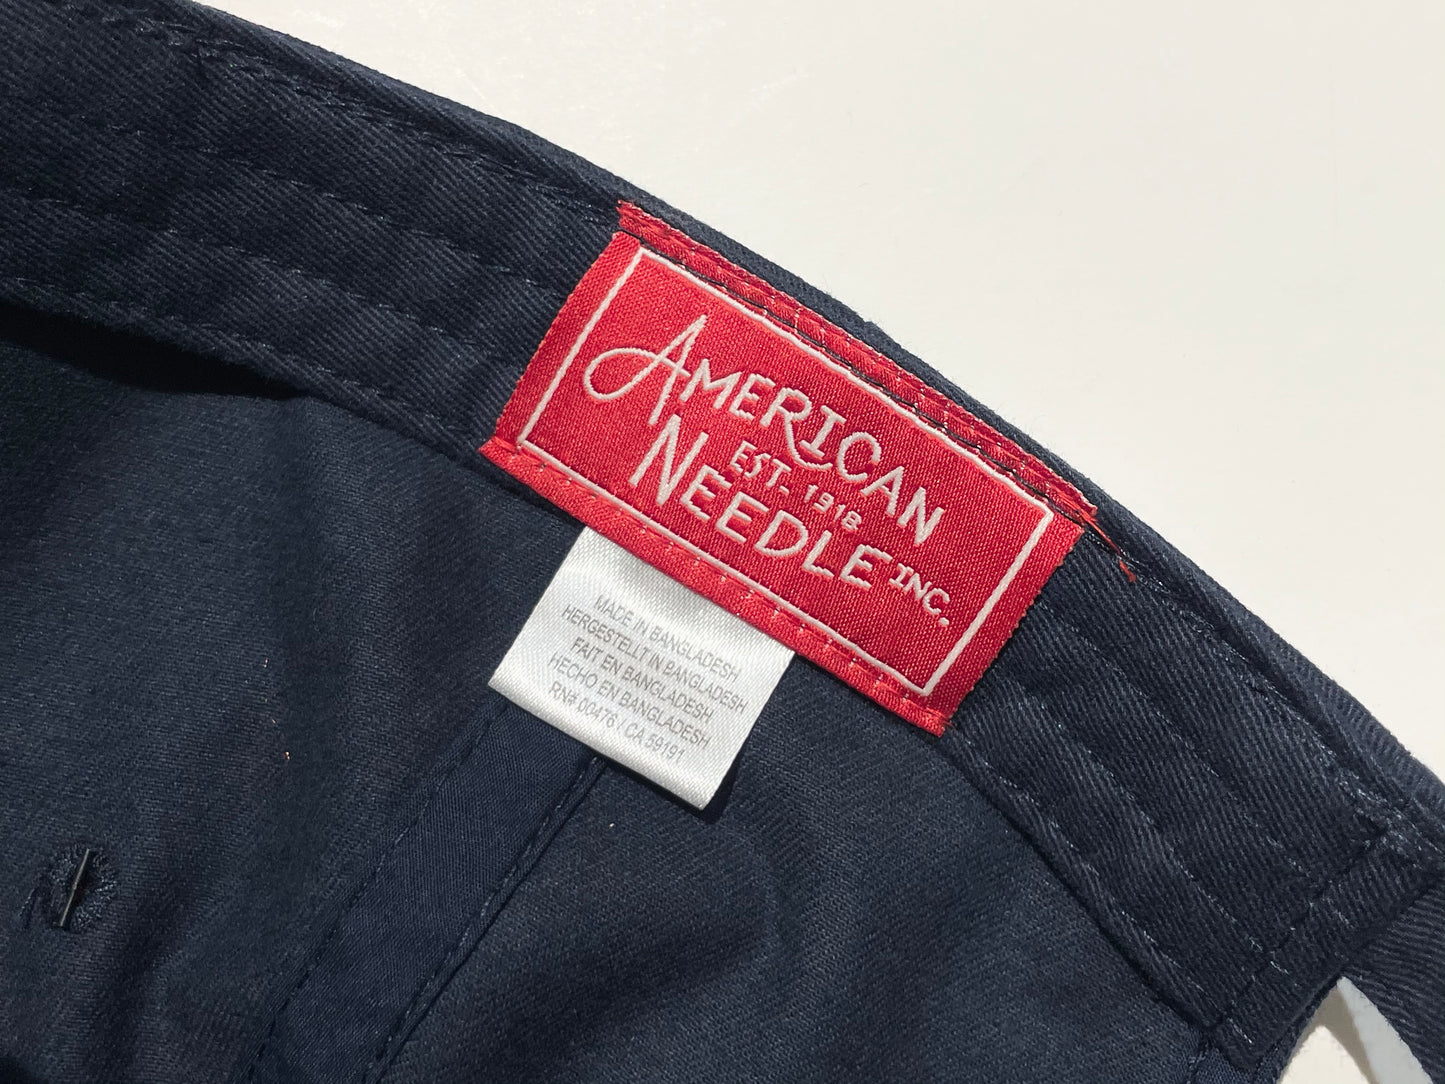 AMERICAN
EST. 1918
NEEDLE INC.
MADE IN BANGLADESH
HERGESTELLT IN BANGLADESH
FAIT EN BANGLADESH
HECHO EN BANGLADESH
RN# 00476 / CA 59191